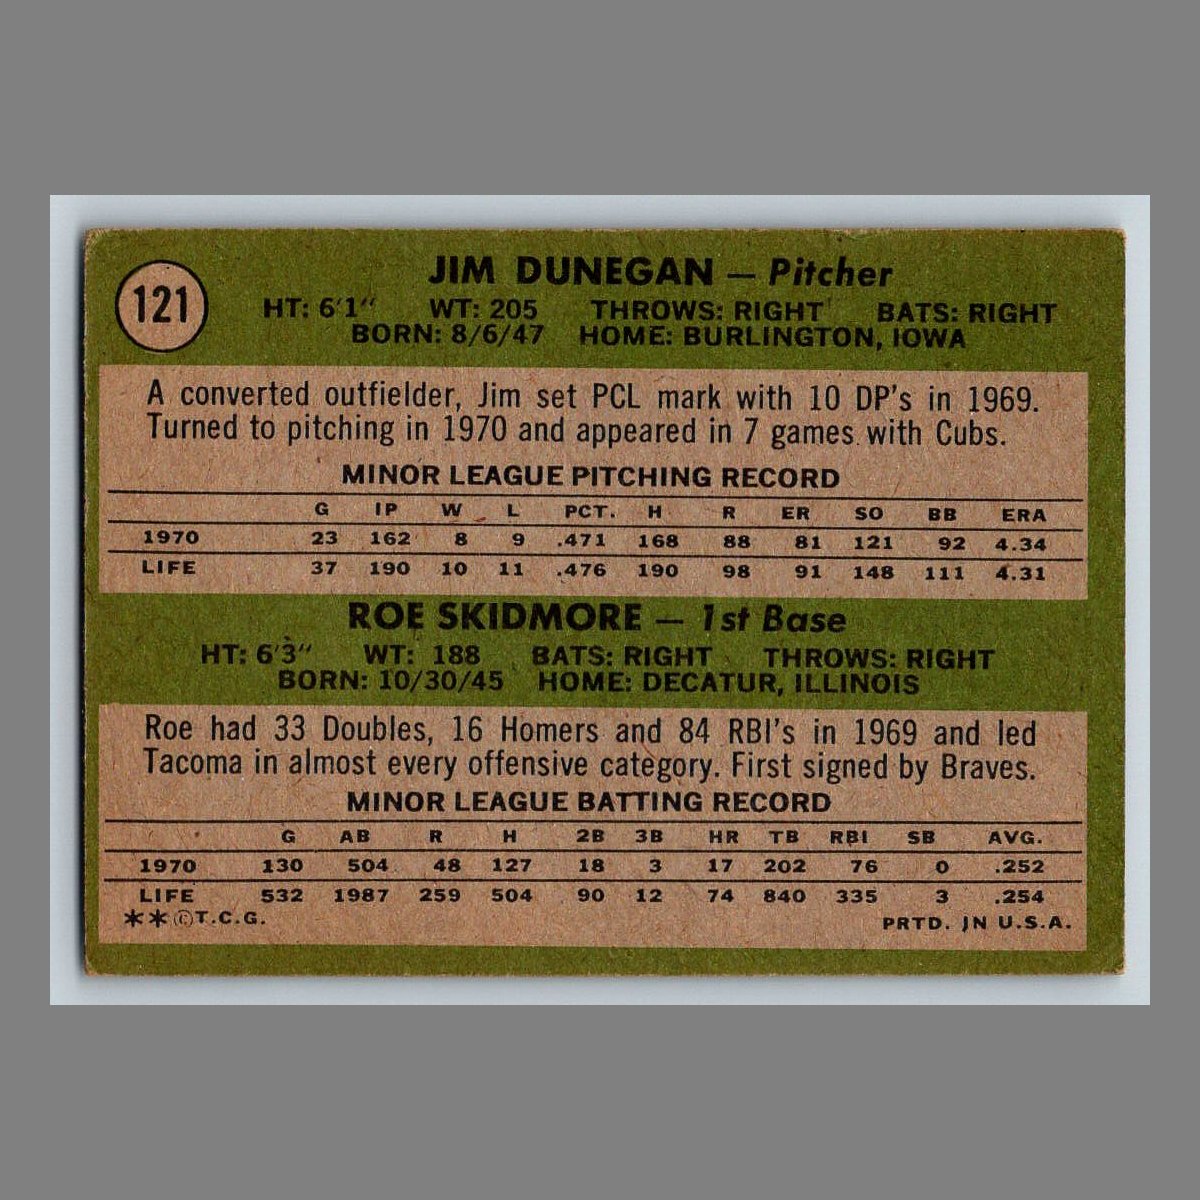 121
JIM DUNEGAN — Pitcher
HT: 6'1" WT: 205 THROWS: RIGHT BATS: RIGHT
BORN: 8/6/47 HOME: BURLINGTON, IOWA
A converted outfielder, Jim set PCL mark with 10 DP's in 1969.
Turned to pitching in 1970 and appeared in 7 games with Cubs.
MINOR LEAGUE PITCHING RECORD
G IP W L PCT. H R ER SO BB ERA
1970 23 162 8 9 .471 168 88 81 121 92 4.34
LIFE 37 190 10 11 .476 190 98 91 148 111 4.31
ROE SKIDMORE — 1st Base
HT: 6'3" WT: 188 BATS: RIGHT THROWS: RIGHT
BORN: 10/30/45 HOME: DECATUR, ILLINOIS
Roe had 33 Doubles, 16 Homers and 84 RBI's in 1969 and led
Tacoma in almost every offensive category. First signed by Braves.
MINOR LEAGUE BATTING RECORD
G AB R H 2B 3B HR TB RBI SB AVG.
1970 130 504 48 127 18 3 17 202 76 0 .252
LIFE 532 1987 259 504 90 12 74 840 335 3 .254
**©T.C.G. PRTD. IN U.S.A.